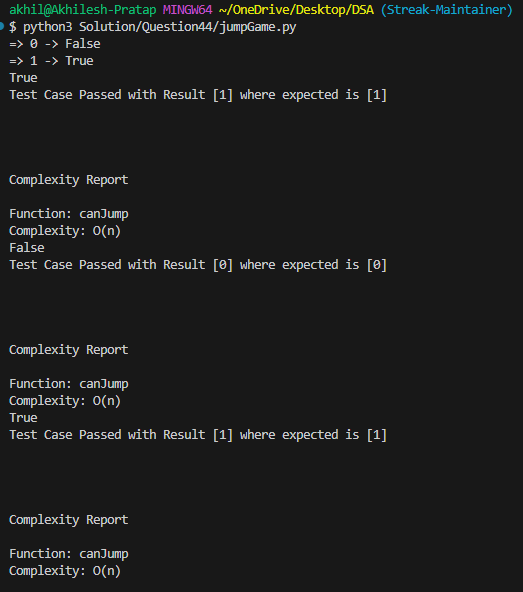 akhil@Akhilesh-Pratap MINGW64 ~/OneDrive/Desktop/DSA (Streak-Maintainer)
$ python3 Solution/Question44/jumpGame.py
=> 0 -> False
=> 1 -> True
True
Test Case Passed with Result [1] where expected is [1]
Complexity Report
Function: canJump
Complexity: O(n)
False
Test Case Passed with Result [0] where expected is [0]
Complexity Report
Function: canJump
Complexity: O(n)
True
Test Case Passed with Result [1] where expected is [1]
Complexity Report
Function: canJump
Complexity: O(n)